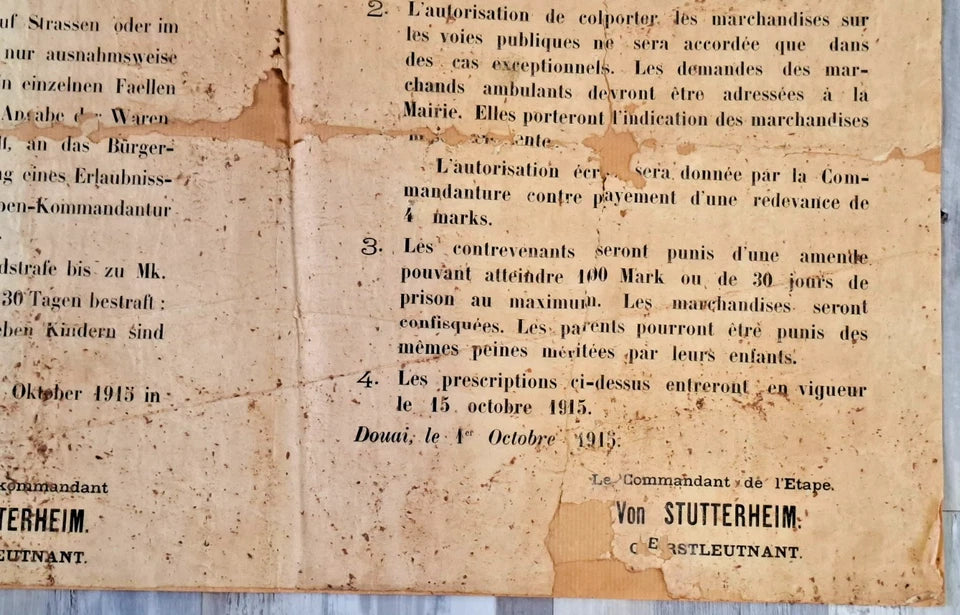 uf Strassen oder im
nur ausnahmsweise
n einzelnen Faellen
Angabe der Waren
lt, an das Bürger-
g eines Erlaubniss-
pen-Kommandantur
dstrafe bis zu Mk.
30 Tagen bestraft :
eben Kindern sind
Oktober 1915 in
kommandant
TERHEIM.
EUTNANT.
2. L'autorisation de colporter les marchandises sur
les voies publiques ne sera accordée que dans
des cas exceptionnels. Les demandes des mar-
chands ambulants devront être adressées à la
Mairie. Elles porteront l'indication des marchandises
ente.
L'autorisation écr sera donnée par la Com-
mandanture contre payement d'une redevance de
4 marks.
3. Les contrevenants seront punis d'une amende
pouvant atteindre 100 Mark ou de 30 jours de
prison au maximum. Les marchandises seront
confisquées. Les parents pourront être punis des
mêmes peines méritées par leurs enfants.
4. Les prescriptions ci-dessus entreront en vigueur
le 15 octobre 1915.
Douai, le 1er Octobre 1915.
Le Commandant de l'Etape.
Von STUTTERHEIM.
OBERSTLEUTNANT.